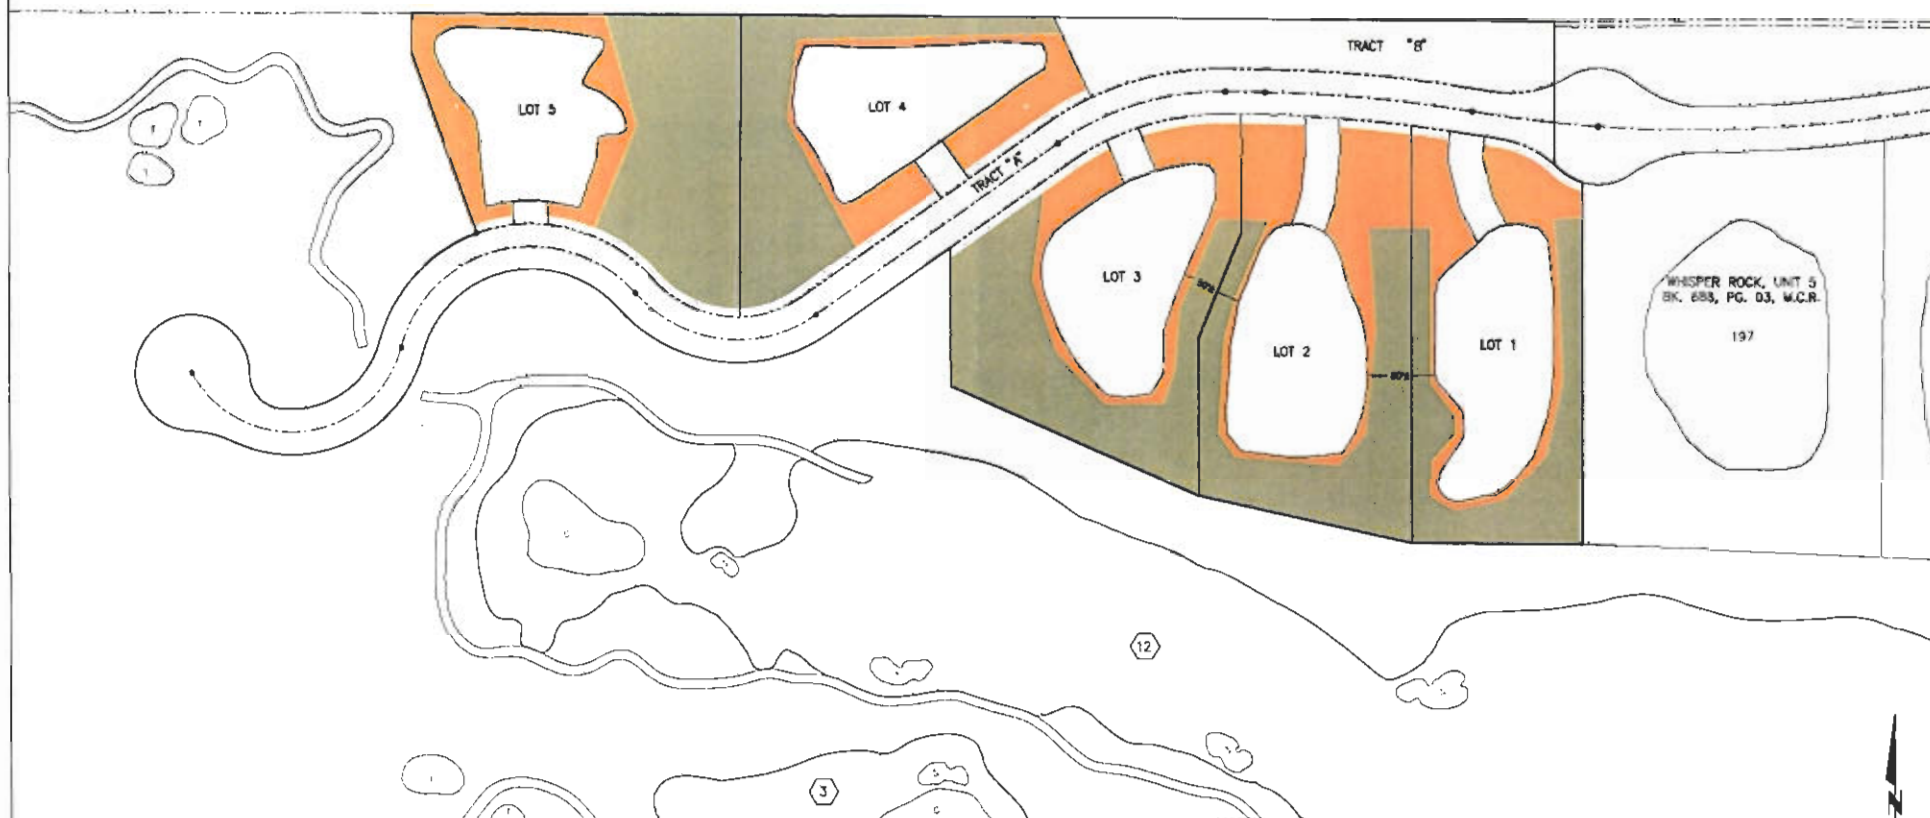 TRACT "B"
LOT 5
LOT 4
TRACT "A"
LOT 3
LOT 2
LOT 1
WHISPER ROCK, UNIT 5
BK. 683, PG. 03, M.C.R.
197
12
3
N